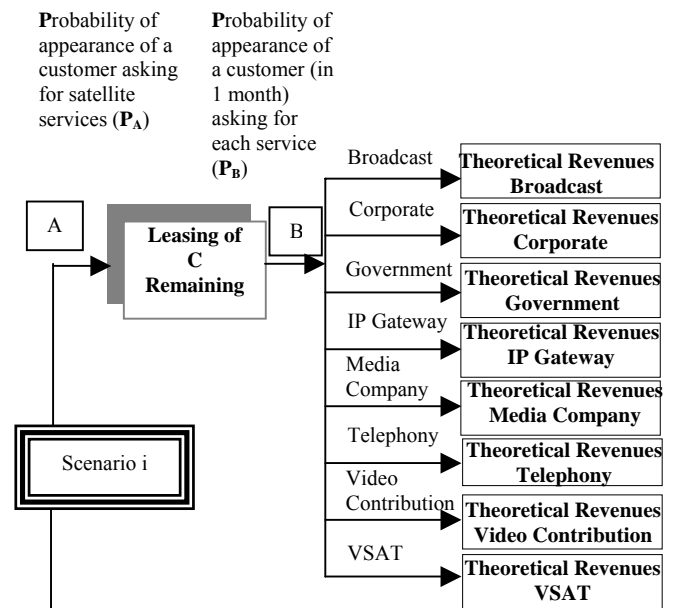 Probability of
appearance of a
customer asking
for satellite
services (PA)
Probability of
appearance of
a customer (in
1 month)
asking for
each service
(PB)
A
Leasing of
C
Remaining
B
Broadcast
Theoretical Revenues
Broadcast
Corporate
Theoretical Revenues
Corporate
Government
Theoretical Revenues
Government
IP Gateway
Theoretical Revenues
IP Gateway
Media
Company
Theoretical Revenues
Media Company
Telephony
Theoretical Revenues
Telephony
Video
Contribution
Theoretical Revenues
Video Contribution
VSAT
Theoretical Revenues
VSAT
Scenario i